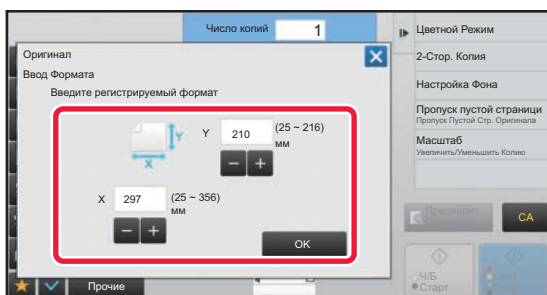 Число копий 1
Цветной Режим
Оригинал
2-Стор. Копия
Ввод Формата
Введите регистрируемый формат
Настройка Фона
Y 210 (25 ~ 216)
мм
Y
X
Пропуск пустой страници
Пропуск Пустой Стр. Оригинала
Масштаб
Увеличить/Уменьшить Копию
X 297 (25 ~ 356)
мм
OK
CA
Ч/Б
Старт
Прочие